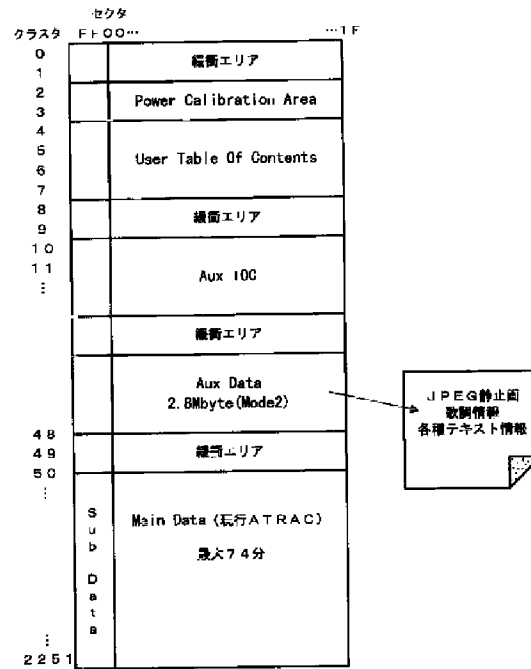 セクタ
クラスタ FF00… …1F
0
緩衝エリア
1
2
Power Calibration Area
3
4
5
User Table Of Contents
6
7
8
緩衝エリア
9
10
11
Aux TOC
⋮
緩衝エリア
Aux Data
2.8Mbyte(Mode2)
JPEG静止画
歌詞情報
各種テキスト情報
48
49
緩衝エリア
50
⋮
Sub Data
Main Data (現行ATRAC)
最大74分
⋮
2251